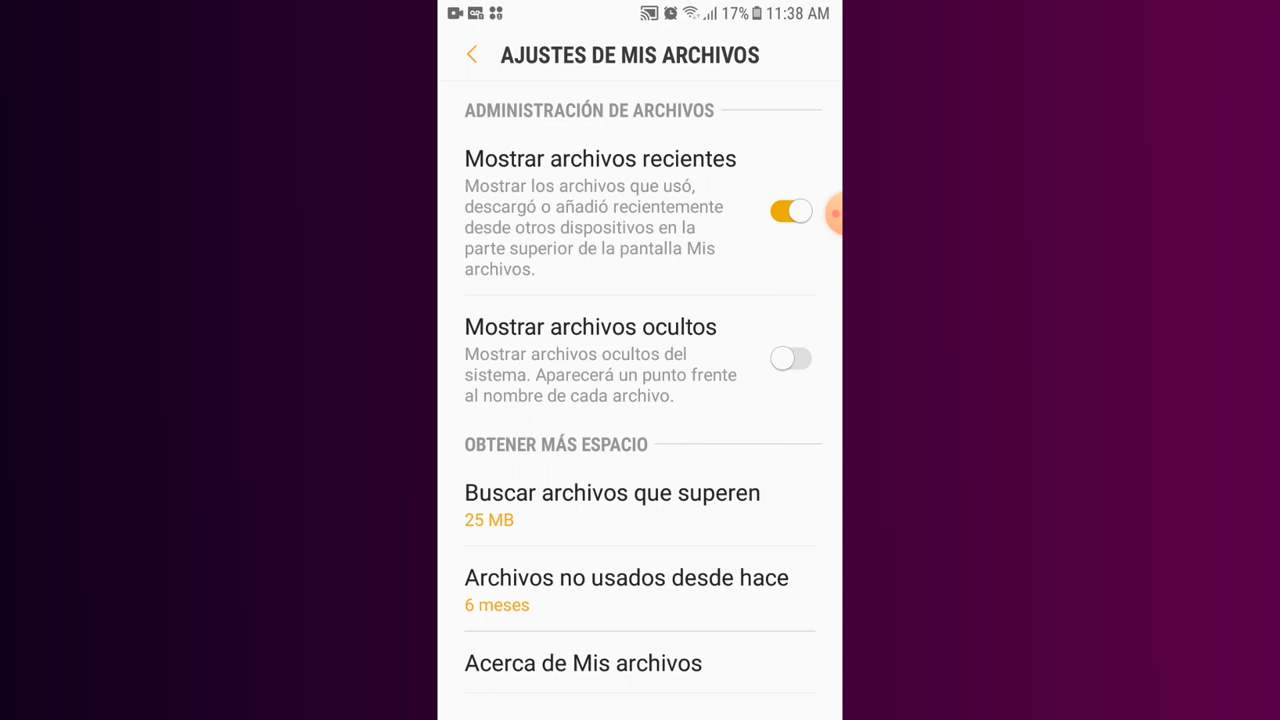 17% 11:38 AM
AJUSTES DE MIS ARCHIVOS
ADMINISTRACIÓN DE ARCHIVOS
Mostrar archivos recientes
Mostrar los archivos que usó,
descargó o añadió recientemente
desde otros dispositivos en la
parte superior de la pantalla Mis
archivos.
Mostrar archivos ocultos
Mostrar archivos ocultos del
sistema. Aparecerá un punto frente
al nombre de cada archivo.
OBTENER MÁS ESPACIO
Buscar archivos que superen
25 MB
Archivos no usados desde hace
6 meses
Acerca de Mis archivos